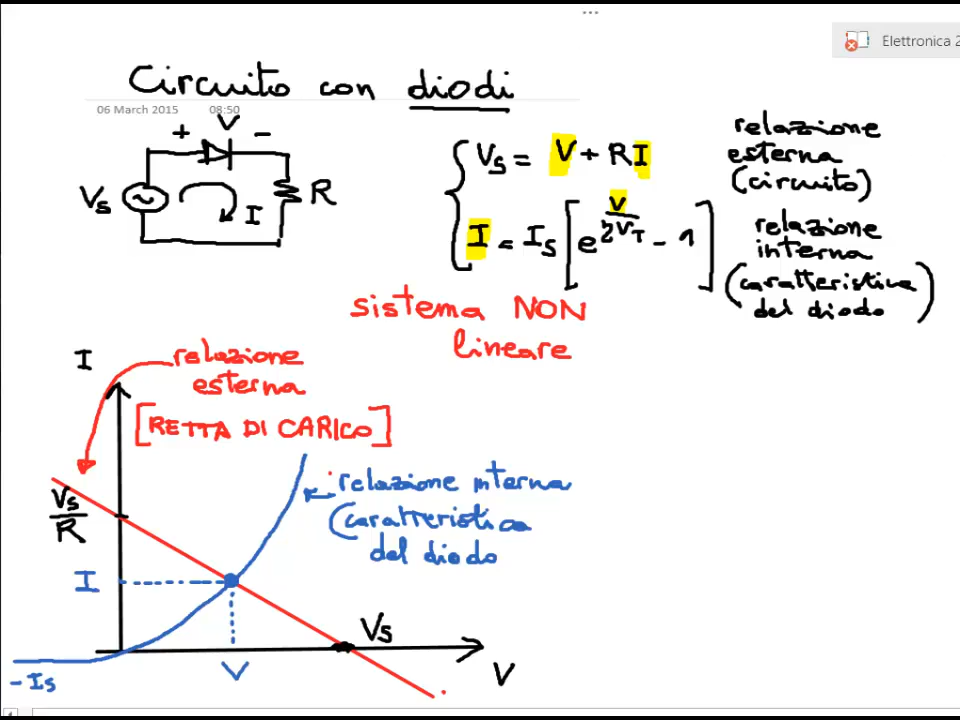 Elettronica 2
Circuito con diodi
06 March 2015 08:50
+ V -
Vs
I
R
Vs = V + RI
I = Is [e^(V/2VT) - 1]
relazione
esterna
(circuito)
relazione
interna
(caratteristica
del diodo)
sistema NON
lineare
I
relazione
esterna
[RETTA DI CARICO]
Vs/R
relazione interna
(caratteristica
del diodo
I
Vs
V
V
-Is